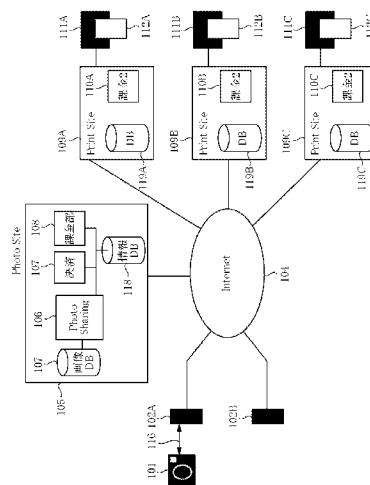 101
116
102A
102B
105
107
画像
DB
106
Photo
Sharing
107
決済
108
課金部
118
情報
DB
Photo Site
Internet
104
109A
Print Site
110A
課金2
DB
119A
111A
112A
109B
Print Site
110B
課金2
DB
119B
111B
112B
109C
Print Site
110C
課金2
DB
119C
111C
112C